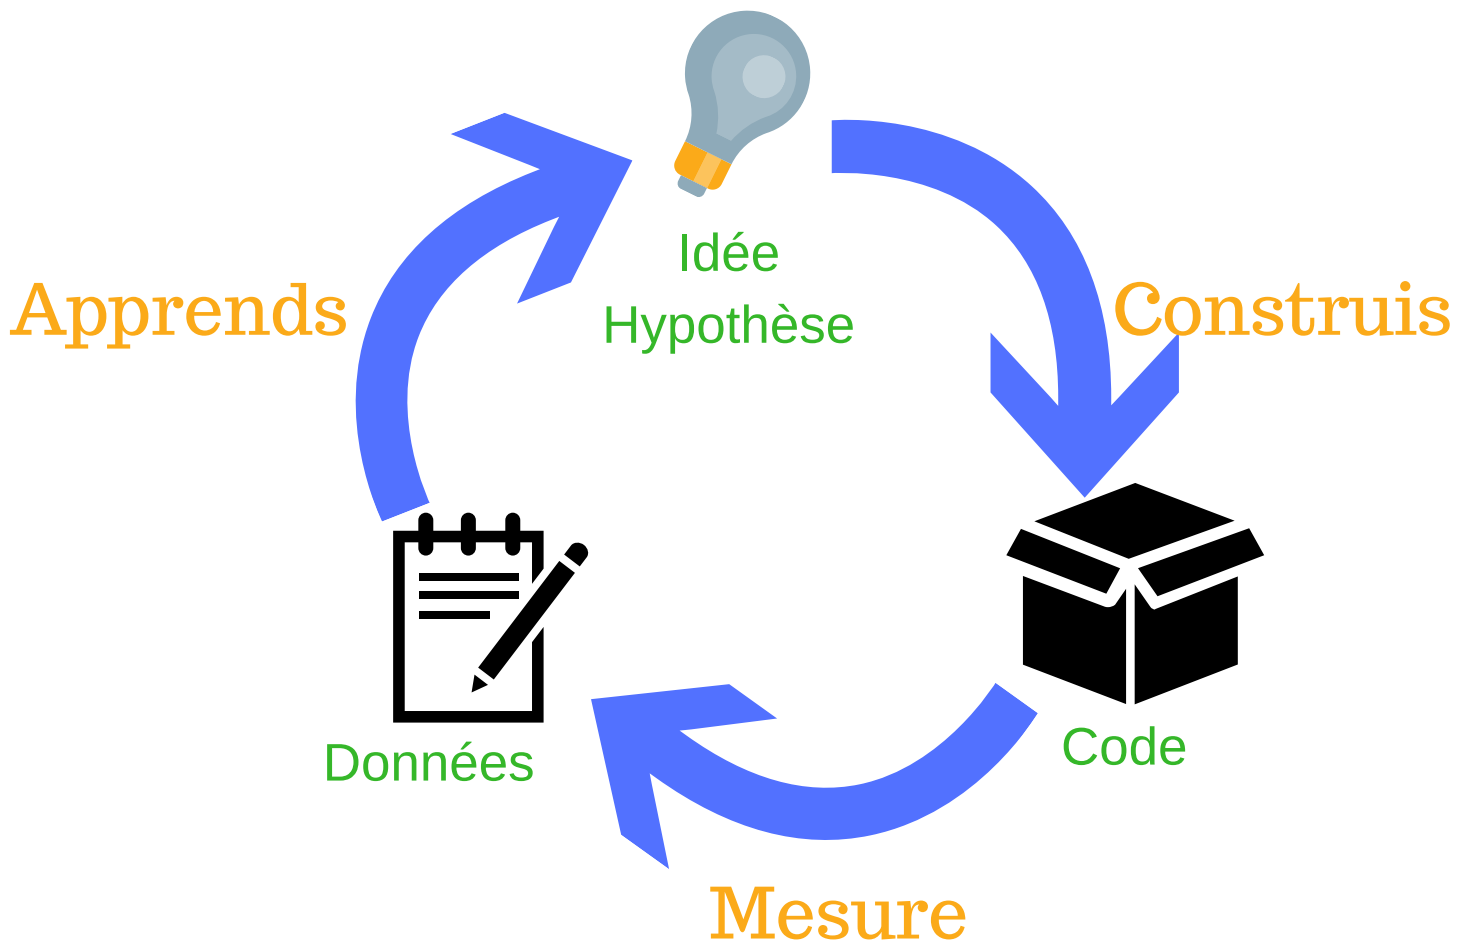 Idée
Hypothèse
Apprends
Construis
Code
Données
Mesure